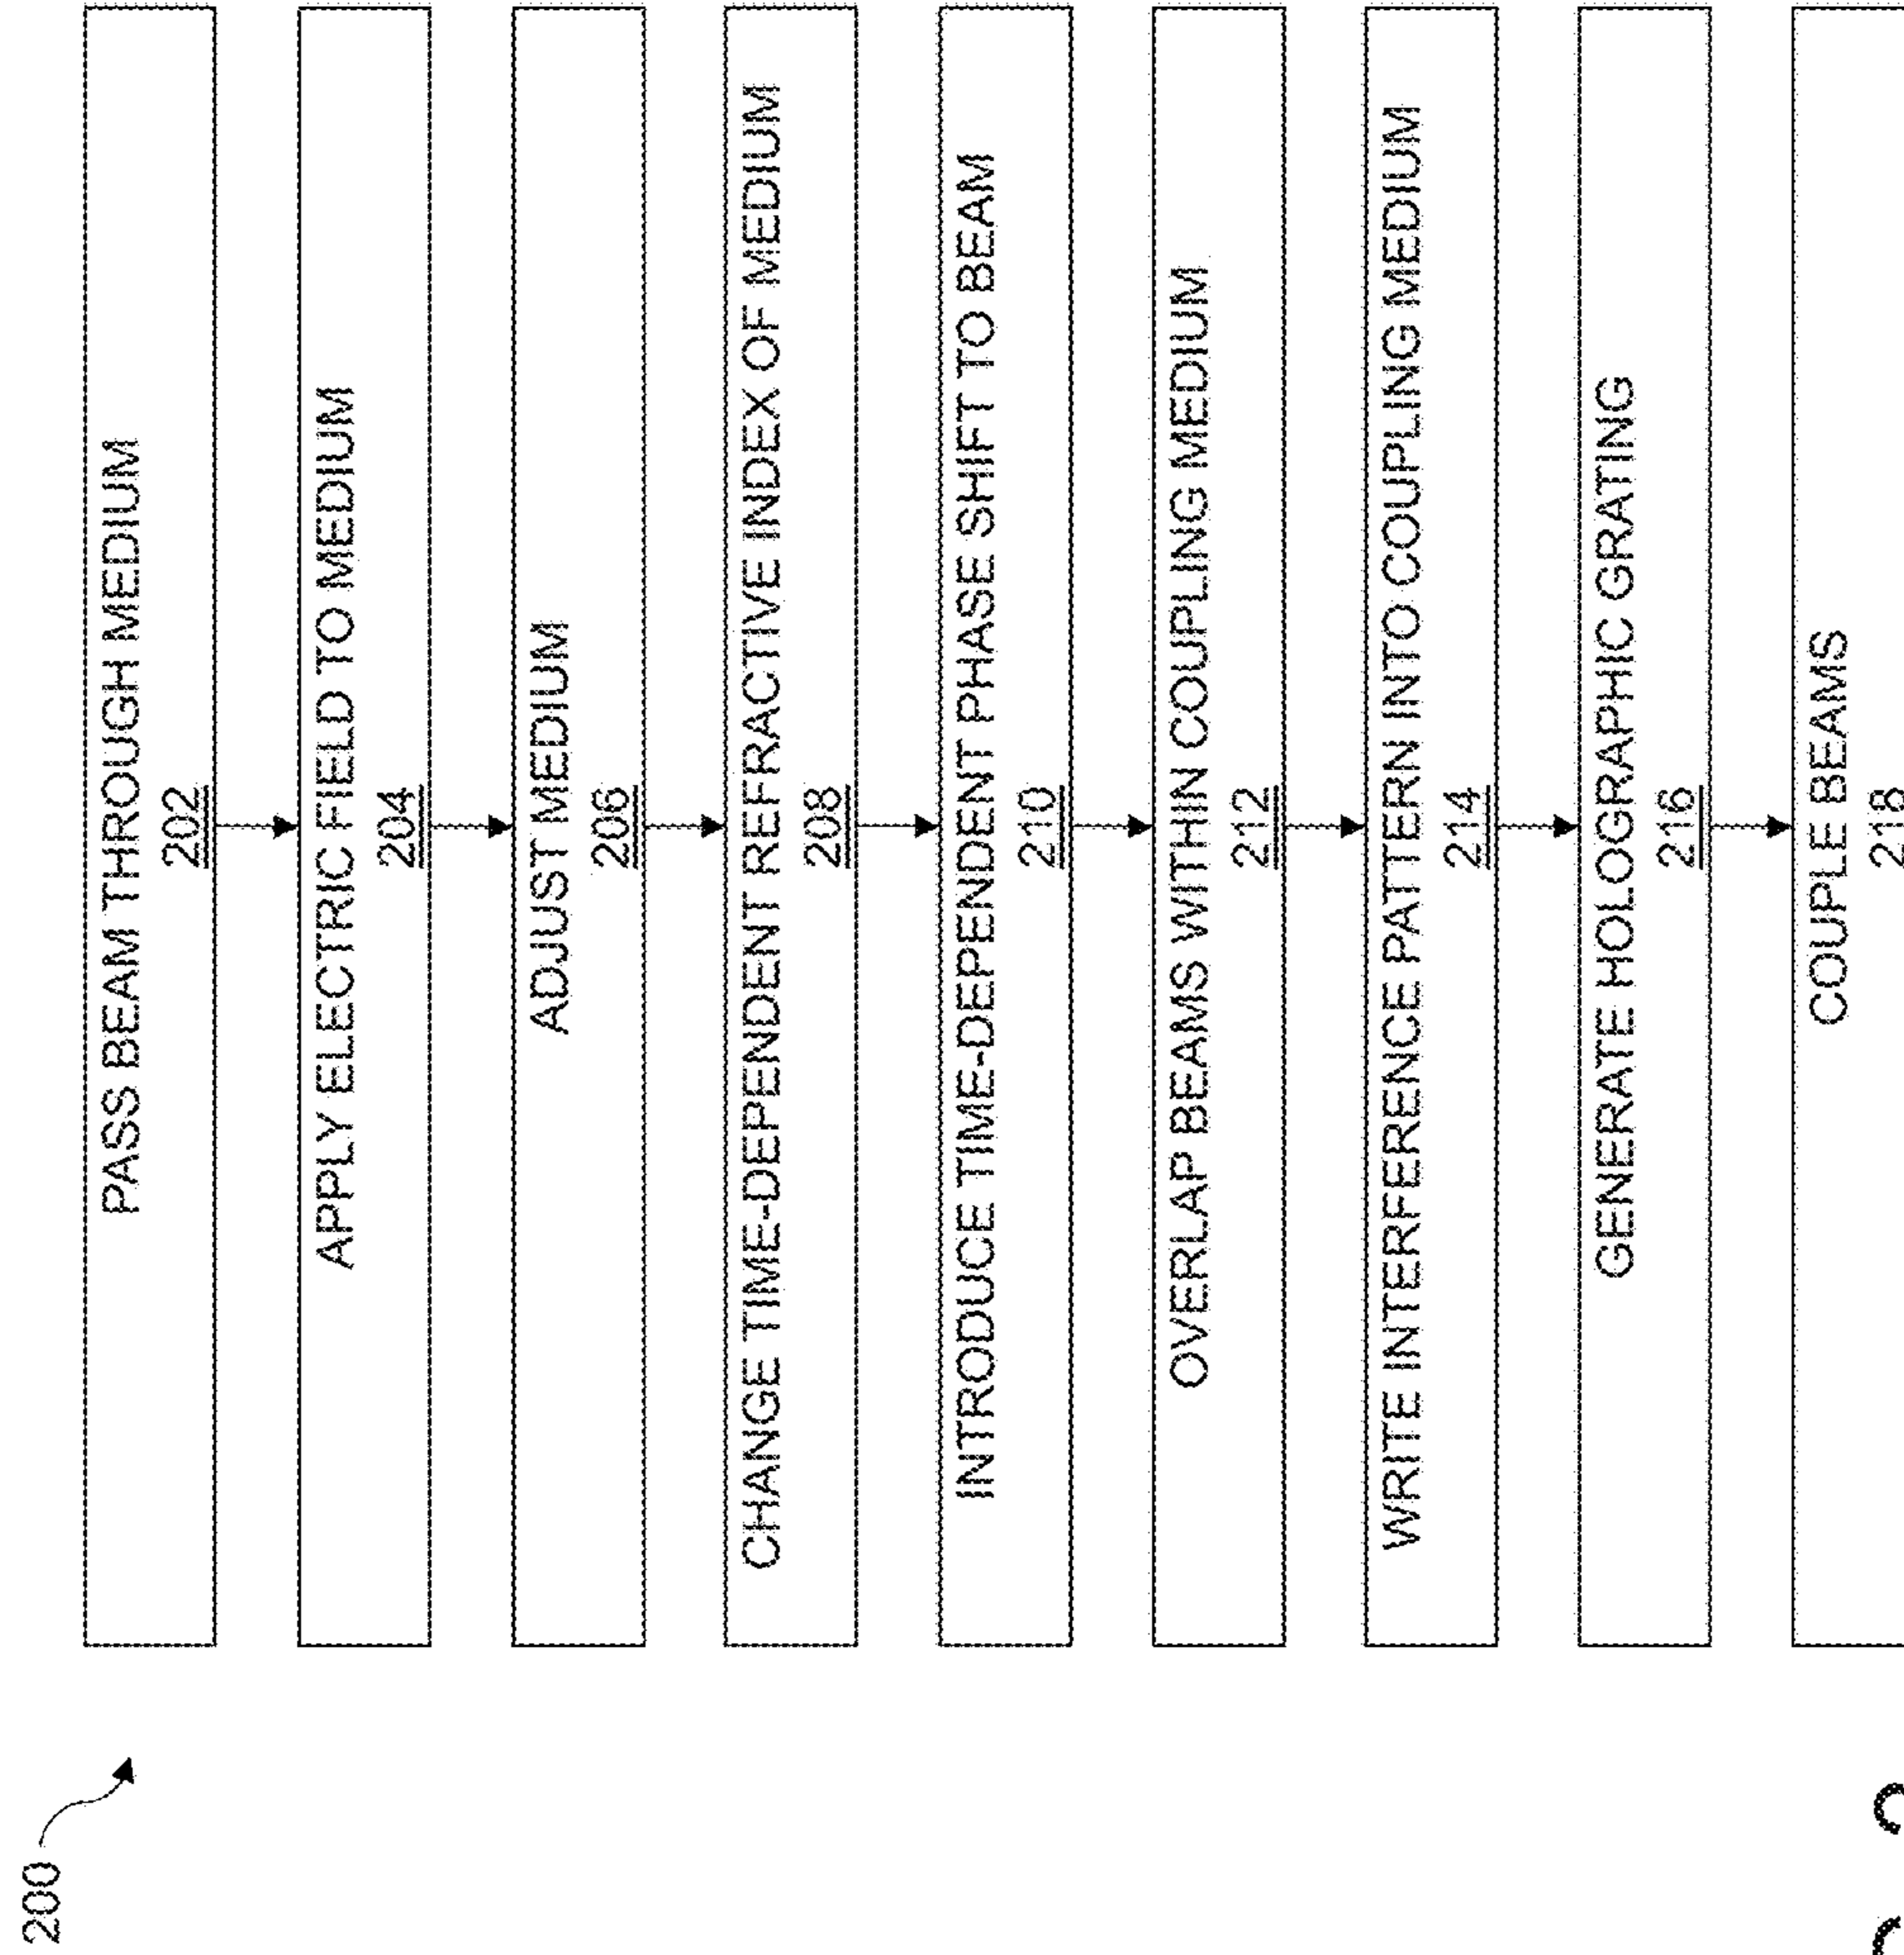 200
PASS BEAM THROUGH MEDIUM
202
APPLY ELECTRIC FIELD TO MEDIUM
204
ADJUST MEDIUM
206
CHANGE TIME-DEPENDENT REFRACTIVE INDEX OF MEDIUM
208
INTRODUCE TIME-DEPENDENT PHASE SHIFT TO BEAM
210
OVERLAP BEAMS WITHIN COUPLING MEDIUM
212
WRITE INTERFERENCE PATTERN INTO COUPLING MEDIUM
214
GENERATE HOLOGRAPHIC GRATING
216
COUPLE BEAMS
218